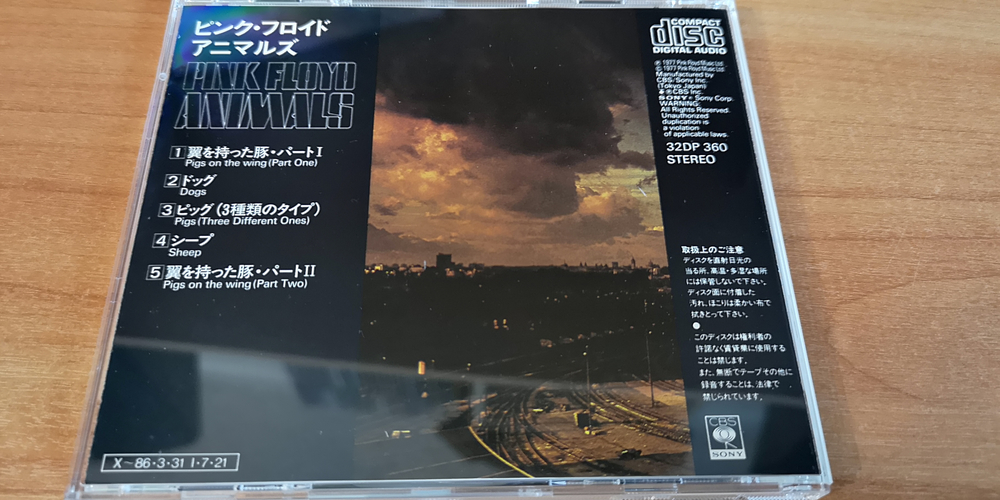 ピンク・フロイド
アニマルズ
PINK FLOYD
ANIMALS
1 翼を持った豚・パートI
Pigs on the wing (Part One)
2 ドッグ
Dogs
3 ピッグ(3種類のタイプ)
Pigs (Three Different Ones)
4 シープ
Sheep
5 翼を持った豚・パートII
Pigs on the wing (Part Two)
X-86・3・31 I・7・21
COMPACT
disc
DIGITAL AUDIO
℗ 1977 Pink Floyd Music Ltd.
© 1977 Pink Floyd Music Ltd.
Manufactured by
CBS/Sony Inc.
(Tokyo Japan)
CBS Inc.
SONY® Sony Corp.
WARNING:
All Rights Reserved.
Unauthorized
duplication is
a violation
of applicable laws.
32DP 360
STEREO
取扱上のご注意
ディスクを直射日光の
当る所、高温・多湿な場所
には保管しないで下さい。
ディスク面に付着した
汚れ、ほこりは柔かい布で
拭きとって下さい。
●
このディスクは権利者の
許諾なく賃貸業に使用する
ことは禁じます。
また、無断でテープその他に
録音することは、法律で
禁じられています。
CBS
SONY